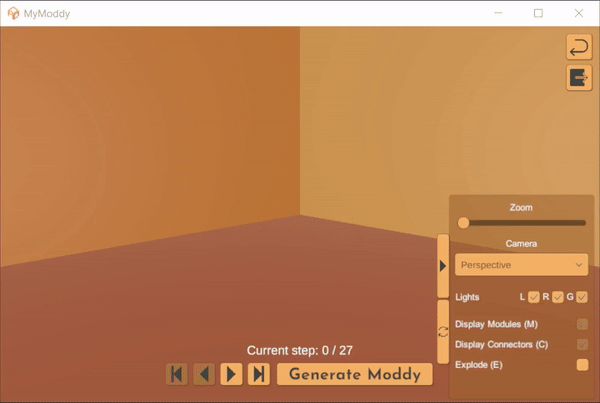 MyModdy
Zoom
Camera
Perspective
Lights L R G
Display Modules (M)
Display Connectors (C)
Explode (E)
Current step: 0 / 27
Generate Moddy